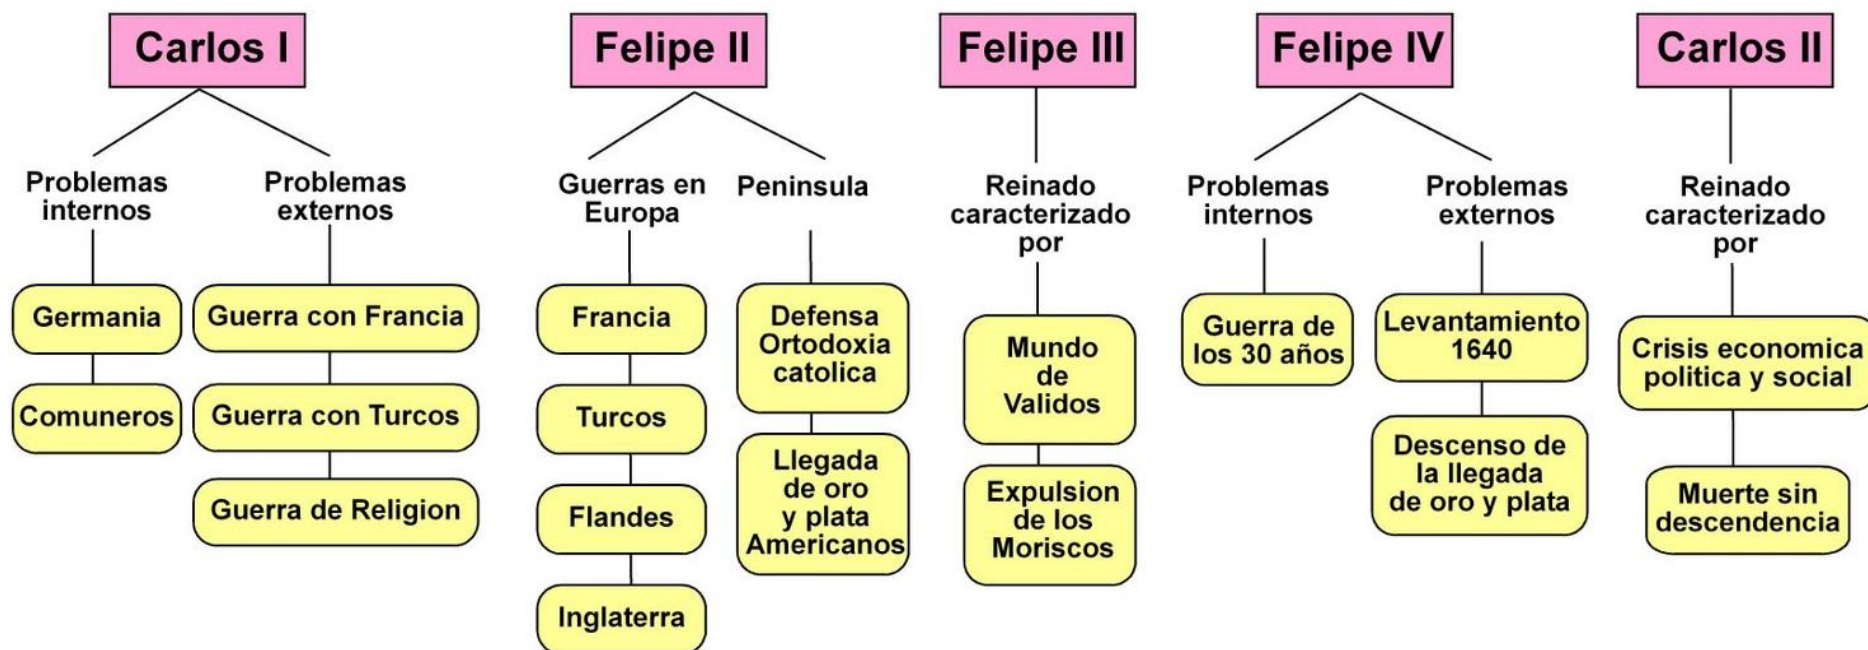 Carlos I
Problemas
internos
Germania
Comuneros
Problemas
externos
Guerra con Francia
Guerra con Turcos
Guerra de Religion
Felipe II
Guerras en
Europa
Francia
Turcos
Flandes
Inglaterra
Peninsula
Defensa
Ortodoxia
catolica
Llegada
de oro
y plata
Americanos
Felipe III
Reinado
caracterizado
por
Mundo
de
Validos
Expulsion
de los
Moriscos
Felipe IV
Problemas
internos
Guerra de
los 30 años
Problemas
externos
Levantamiento
1640
Descenso de
la llegada
de oro y plata
Carlos II
Reinado
caracterizado
por
Crisis economica
politica y social
Muerte sin
descendencia